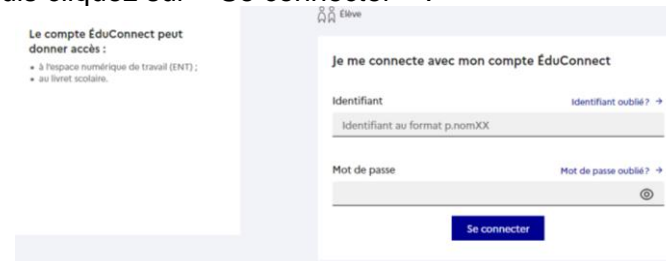 Élève
Le compte ÉduConnect peut
donner accès :
• à l'espace numérique de travail (ENT) ;
• au livret scolaire.
Je me connecte avec mon compte ÉduConnect
Identifiant
Identifiant oublié? →
Identifiant au format p.nomXX
Mot de passe
Mot de passe oublié? →
Se connecter